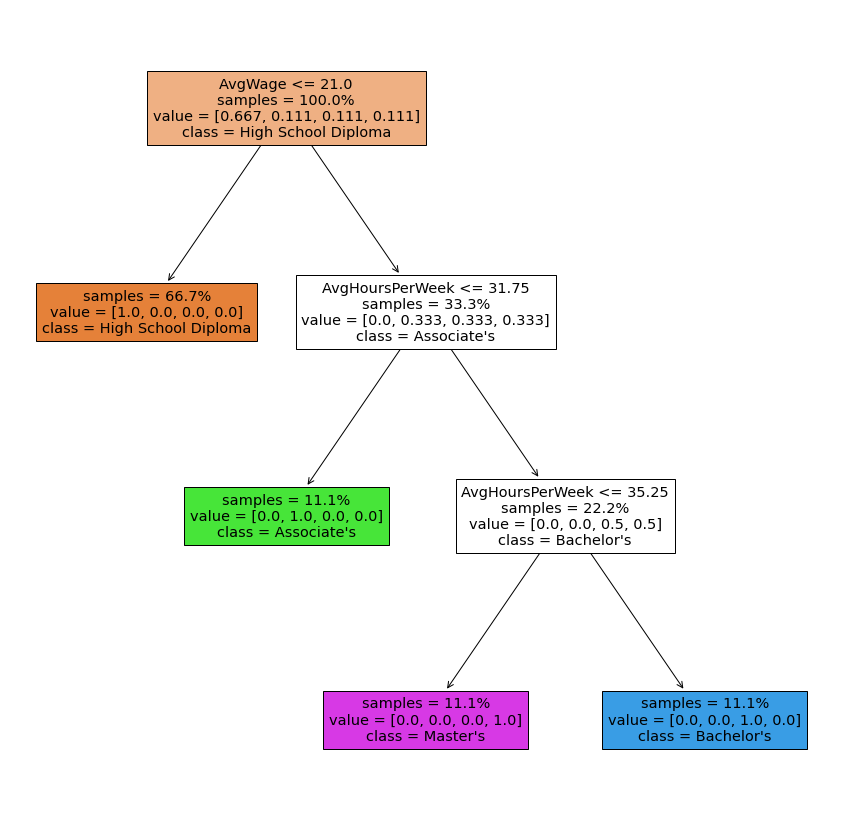 AvgWage <= 21.0
samples = 100.0%
value = [0.667, 0.111, 0.111, 0.111]
class = High School Diploma
samples = 66.7%
value = [1.0, 0.0, 0.0, 0.0]
class = High School Diploma
AvgHoursPerWeek <= 31.75
samples = 33.3%
value = [0.0, 0.333, 0.333, 0.333]
class = Associate's
samples = 11.1%
value = [0.0, 1.0, 0.0, 0.0]
class = Associate's
AvgHoursPerWeek <= 35.25
samples = 22.2%
value = [0.0, 0.0, 0.5, 0.5]
class = Bachelor's
samples = 11.1%
value = [0.0, 0.0, 0.0, 1.0]
class = Master's
samples = 11.1%
value = [0.0, 0.0, 1.0, 0.0]
class = Bachelor's